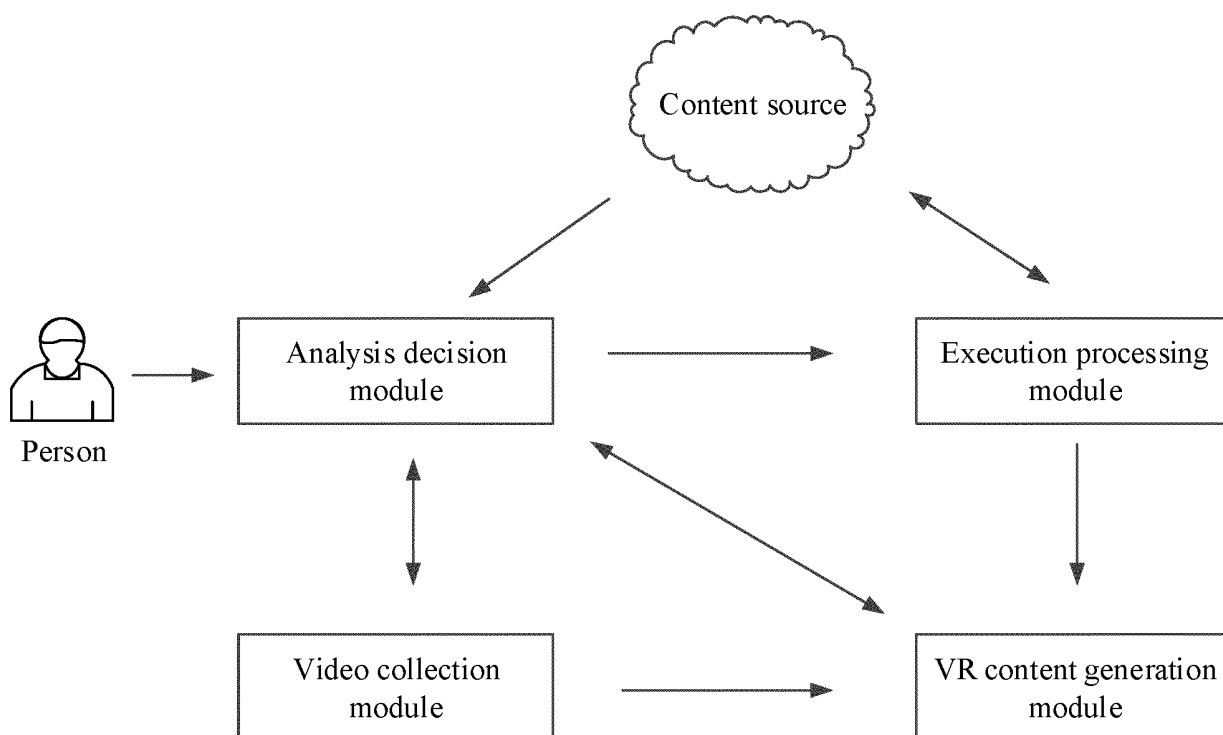 Content source
Analysis decision
module
Execution processing
module
Person
Video collection
module
VR content generation
module